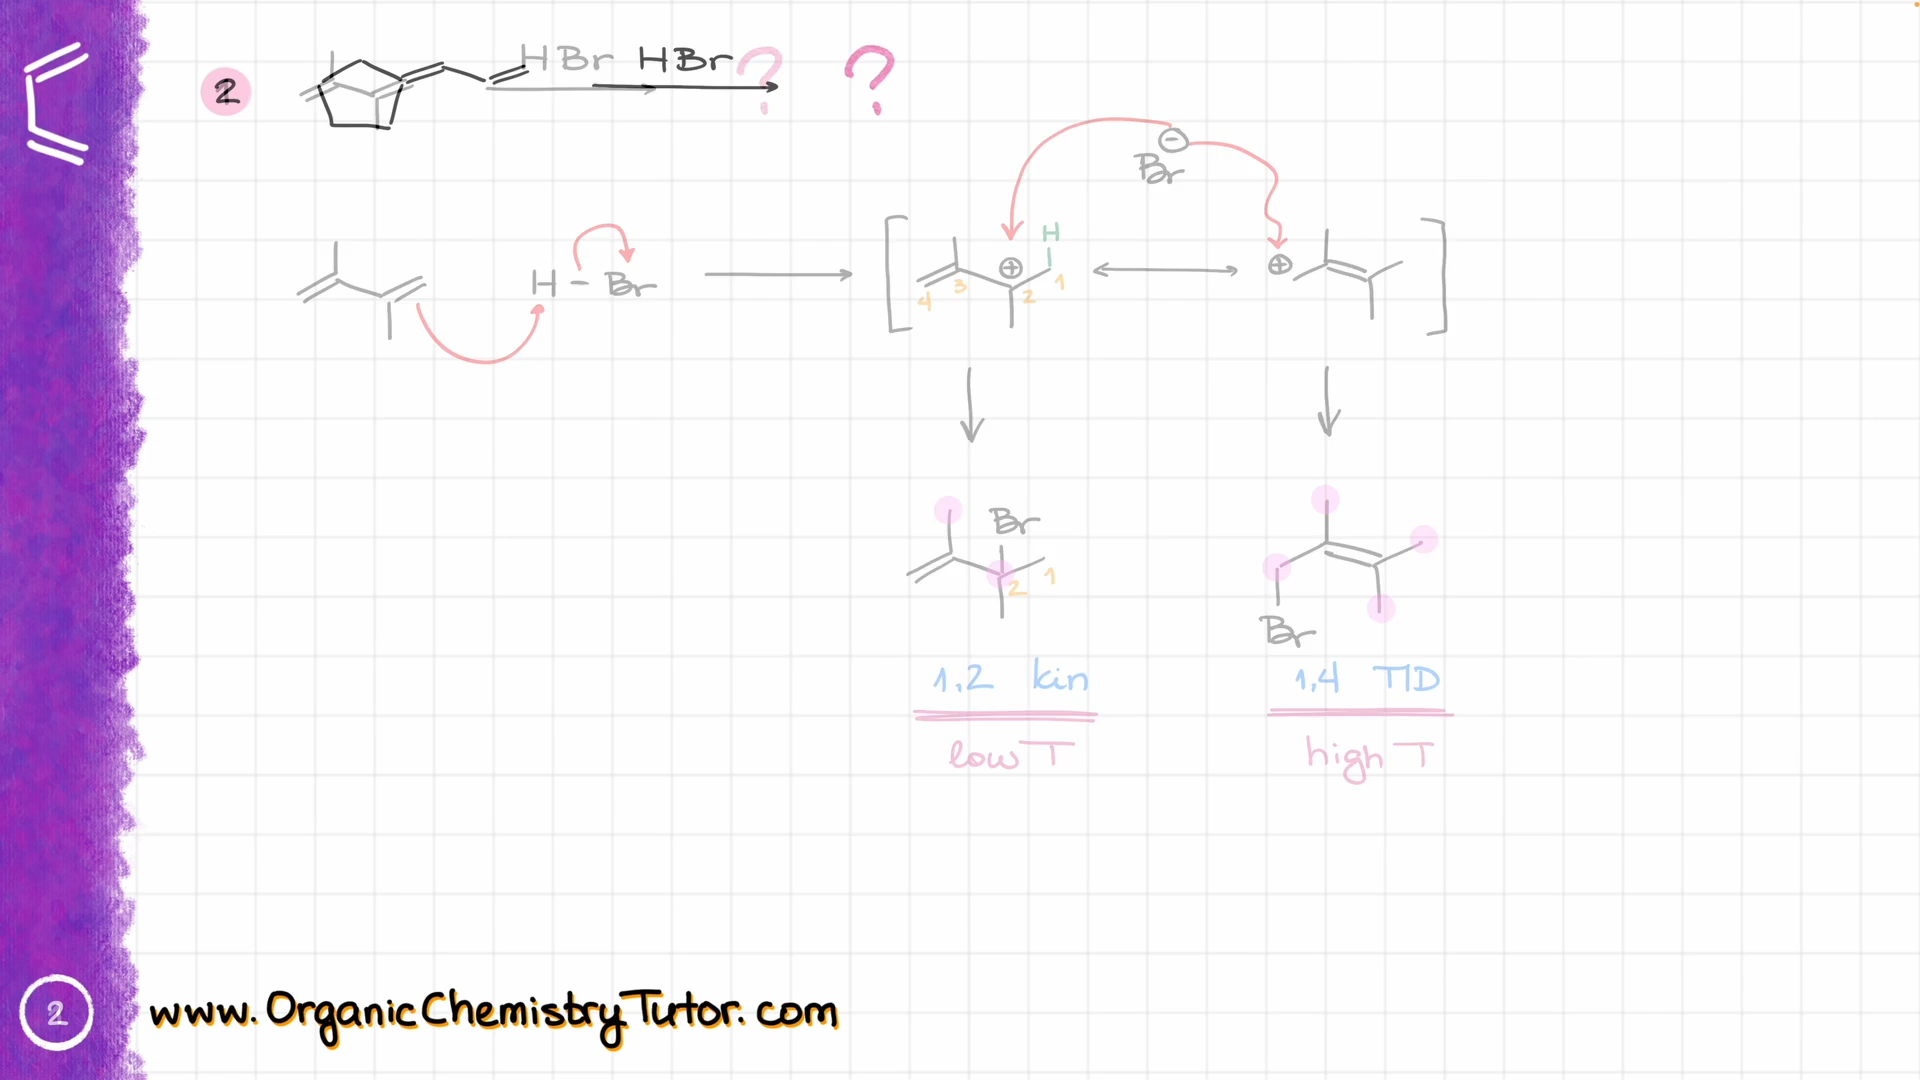 2 HBr HBr ? ?
Br
H
H - Br
4 3 2 1
Br
2 1
Br
1,2 kin 1,4 TID
low T high T
2 www.OrganicChemistryTutor.com